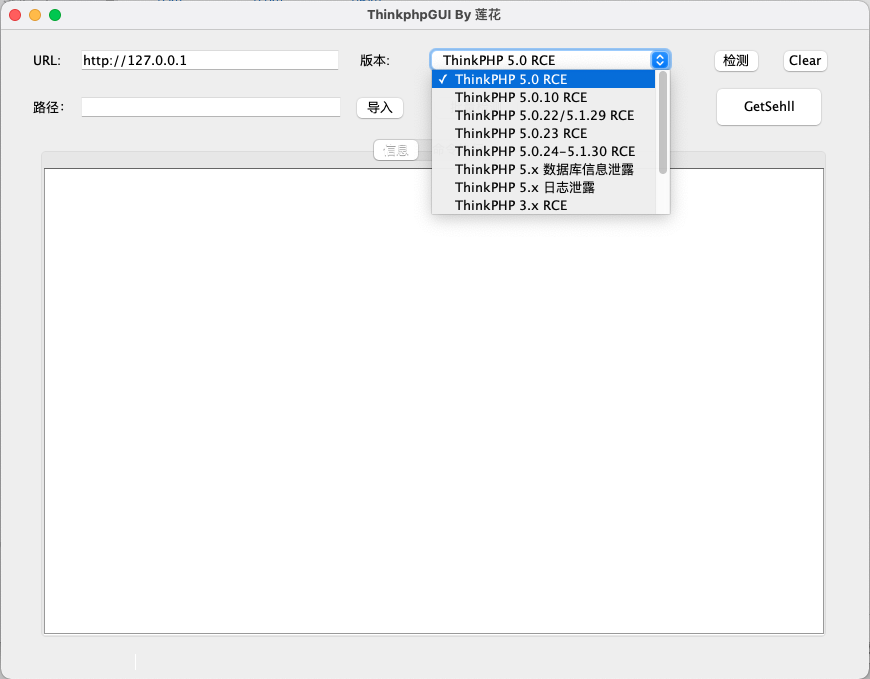 ThinkphpGUI By 莲花
URL: http://127.0.0.1 版本: ThinkPHP 5.0 RCE 检测 Clear
✓ ThinkPHP 5.0 RCE
ThinkPHP 5.0.10 RCE
ThinkPHP 5.0.22/5.1.29 RCE
ThinkPHP 5.0.23 RCE
ThinkPHP 5.0.24-5.1.30 RCE
ThinkPHP 5.x 数据库信息泄露
ThinkPHP 5.x 日志泄露
ThinkPHP 3.x RCE
路径: 导入 GetSehll
信息